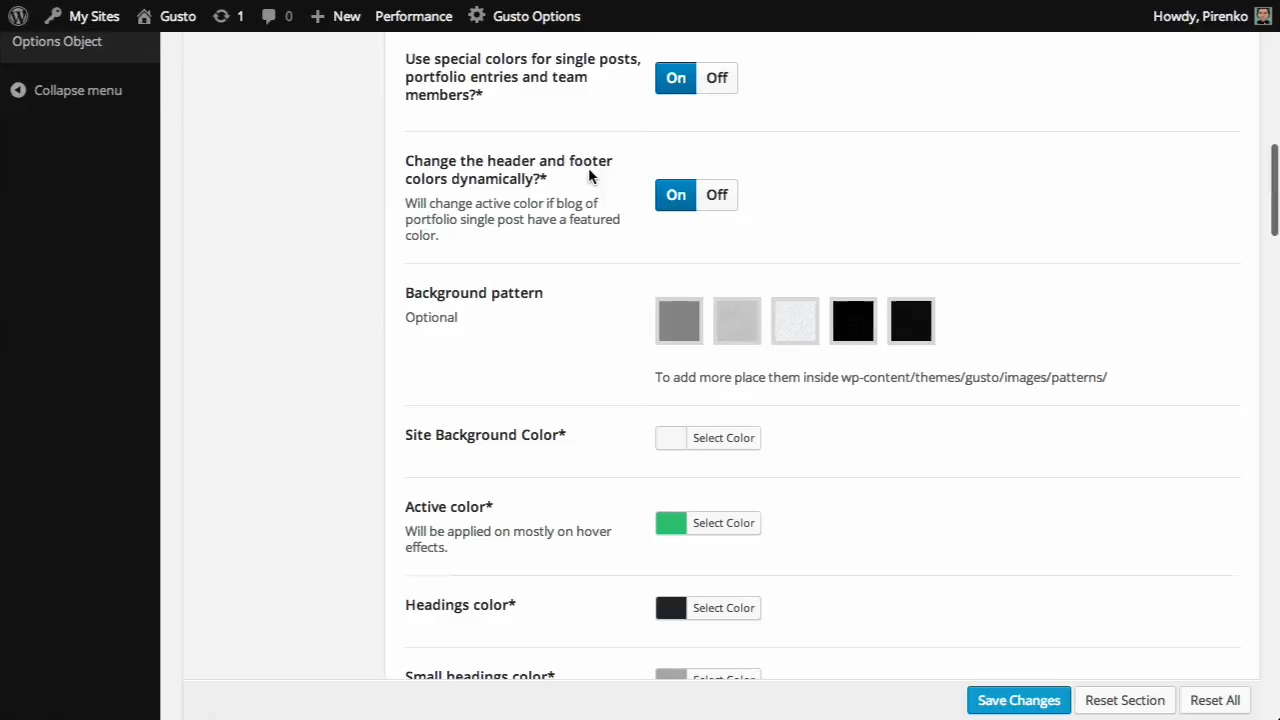 My Sites Gusto 1 0 New Performance Gusto Options Howdy, Pirenko
Options Object
Collapse menu
Use special colors for single posts,
portfolio entries and team
members?*
On Off
Change the header and footer
colors dynamically?*
On Off
Will change active color if blog of
portfolio single post have a featured
color.
Background pattern
Optional
To add more place them inside wp-content/themes/gusto/images/patterns/
Site Background Color*
Select Color
Active color*
Select Color
Will be applied on mostly on hover
effects.
Headings color*
Select Color
Small headings color*
Select Color
Save Changes Reset Section Reset All